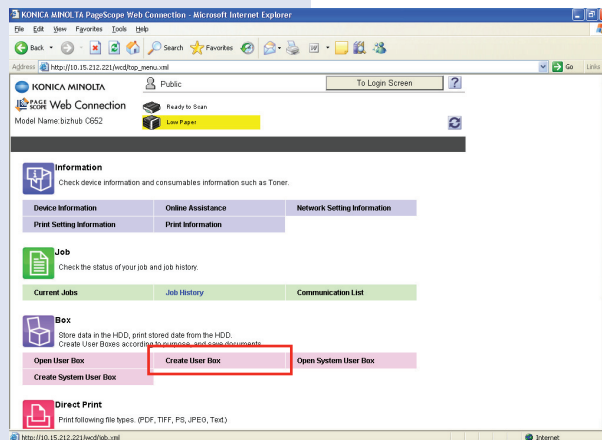 KONICA MINOLTA PageScope Web Connection - Microsoft Internet Explorer
File Edit View Favorites Tools Help
Back Search Favorites
Address http://10.15.212.221/wcd/top_menu.xml Go Links
KONICA MINOLTA Public To Login Screen ?
PAGE SCOPE Web Connection Ready to Scan
Model Name:bizhub C652 Low Paper
Information
Check device information and consumables information such as Toner.
Device Information Online Assistance Network Setting Information
Print Setting Information Print Information
Job
Check the status of your job and job history.
Current Jobs Job History Communication List
Box
Store data in the HDD, print stored date from the HDD.
Create User Boxes according to purpose, and save documents.
Open User Box Create User Box Open System User Box
Create System User Box
Direct Print
Print following file types. (PDF, TIFF, PS, JPEG, Text)
http://10.15.212.221/wcd/job.xml Internet